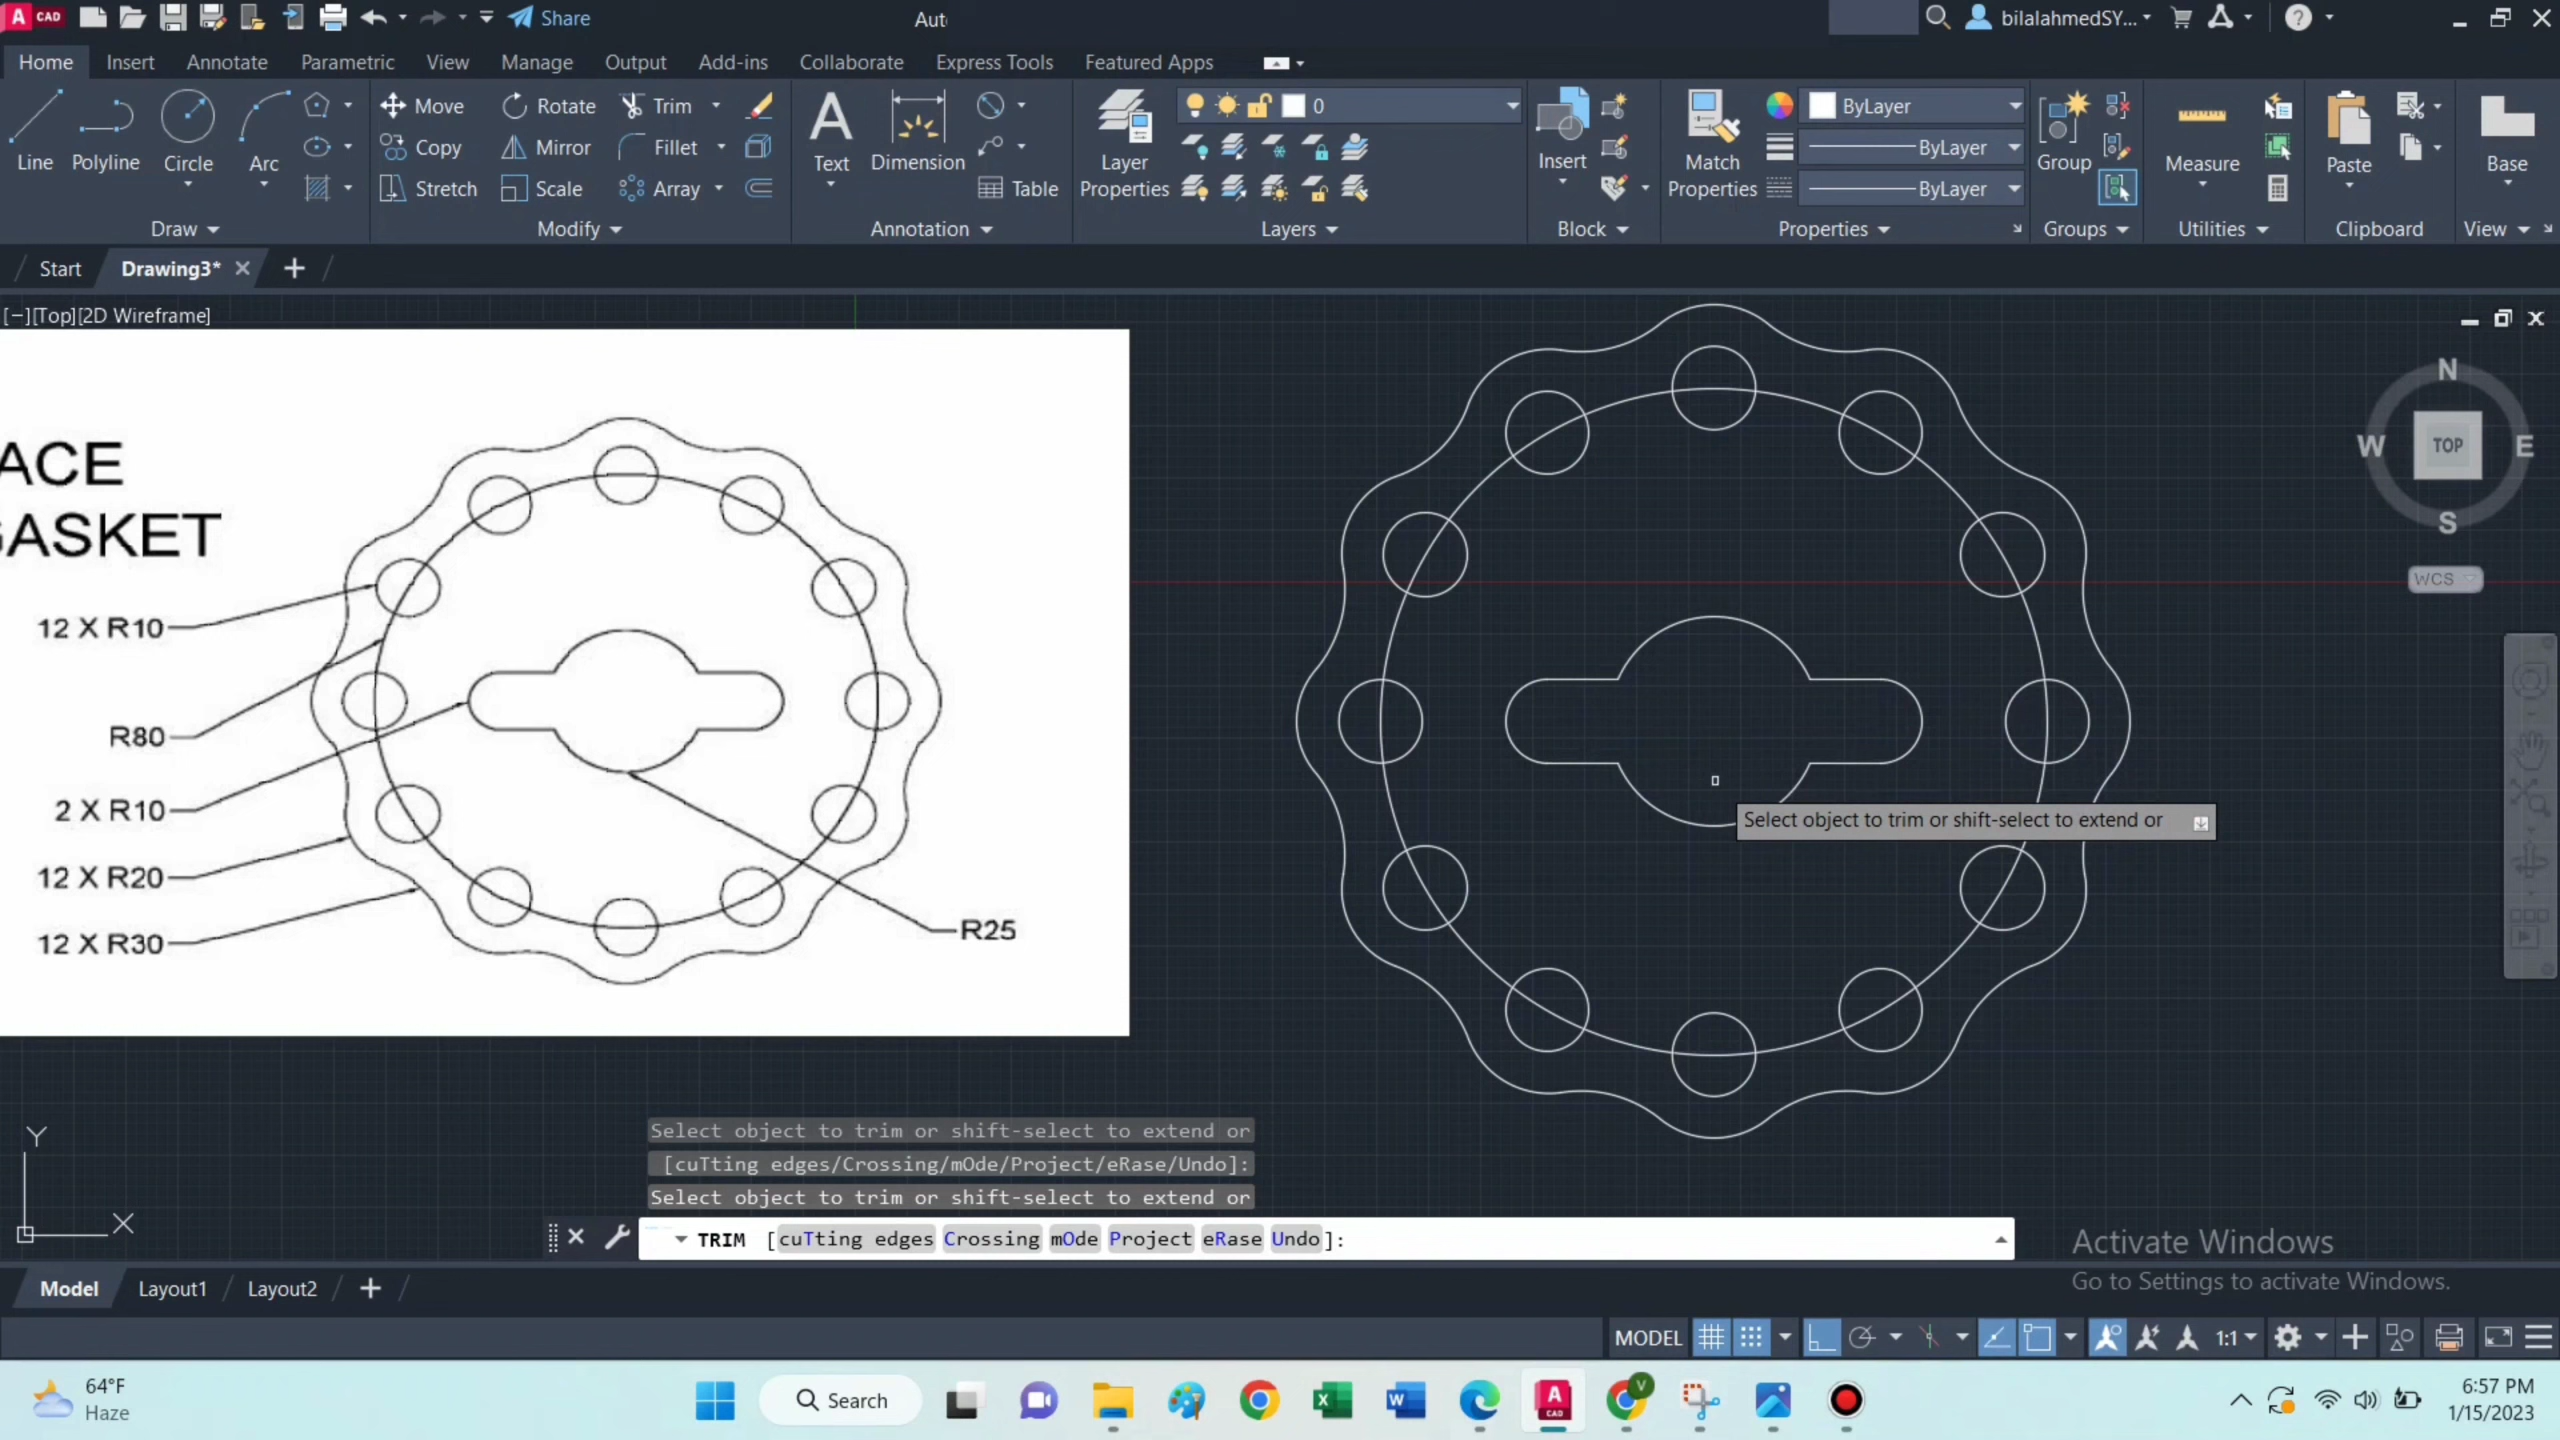 A CAD
Share
Aut
bilalahmedSY...
Home Insert Annotate Parametric View Manage Output Add-ins Collaborate Express Tools Featured Apps
Line Polyline Circle Arc
Move Rotate Trim
Copy Mirror Fillet
Stretch Scale Array
Text Dimension Table
Layer Properties
0
Insert
Match Properties
ByLayer
ByLayer
ByLayer
Group
Measure
Paste
Base
Draw Modify Annotation Layers Block Properties Groups Utilities Clipboard View
Start Drawing3*
[−][Top][2D Wireframe]
N
W TOP E
S
WCS
ACE
GASKET
12 X R10
R80
2 X R10
12 X R20
12 X R30
R25
Select object to trim or shift-select to extend or
Y
X
Select object to trim or shift-select to extend or
[cuTting edges/Crossing/mOde/Project/eRase/Undo]:
Select object to trim or shift-select to extend or
TRIM [cuTting edges Crossing mOde Project eRase Undo]:
Activate Windows
Go to Settings to activate Windows.
Model Layout1 Layout2
MODEL 1:1
64°F
Haze
Search
A CAD
V
6:57 PM
1/15/2023